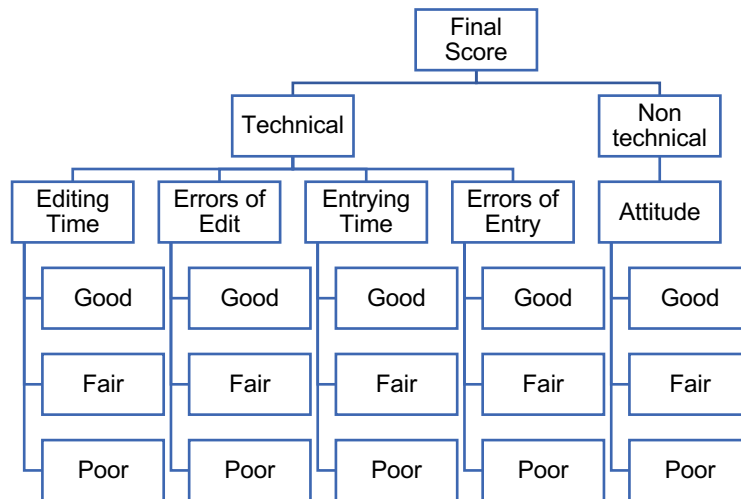 Final
Score
Technical
Non
technical
Editing
Time
Errors of
Edit
Entrying
Time
Errors of
Entry
Attitude
Good
Good
Good
Good
Good
Fair
Fair
Fair
Fair
Fair
Poor
Poor
Poor
Poor
Poor